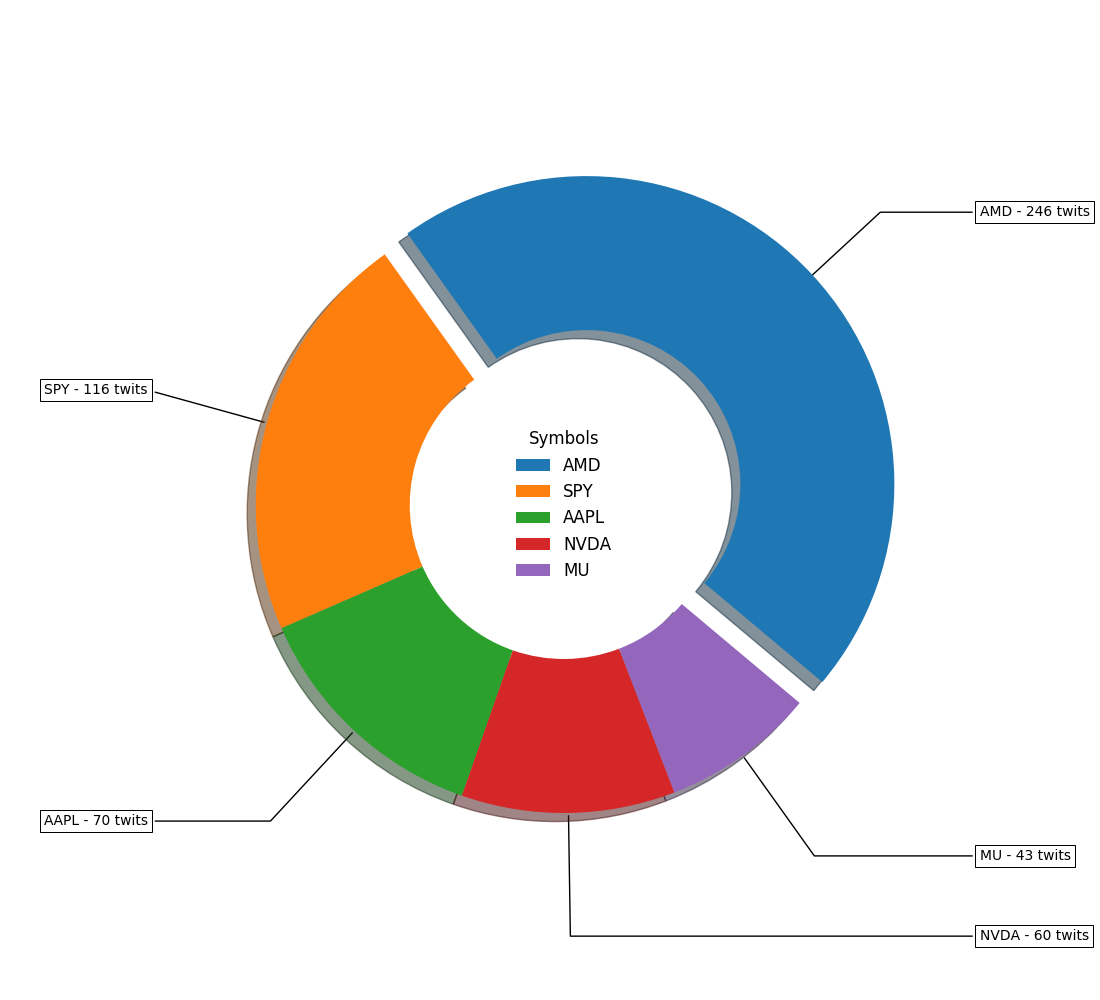 AMD - 246 twits
SPY - 116 twits
Symbols
AMD
SPY
AAPL
NVDA
MU
AAPL - 70 twits
MU - 43 twits
NVDA - 60 twits